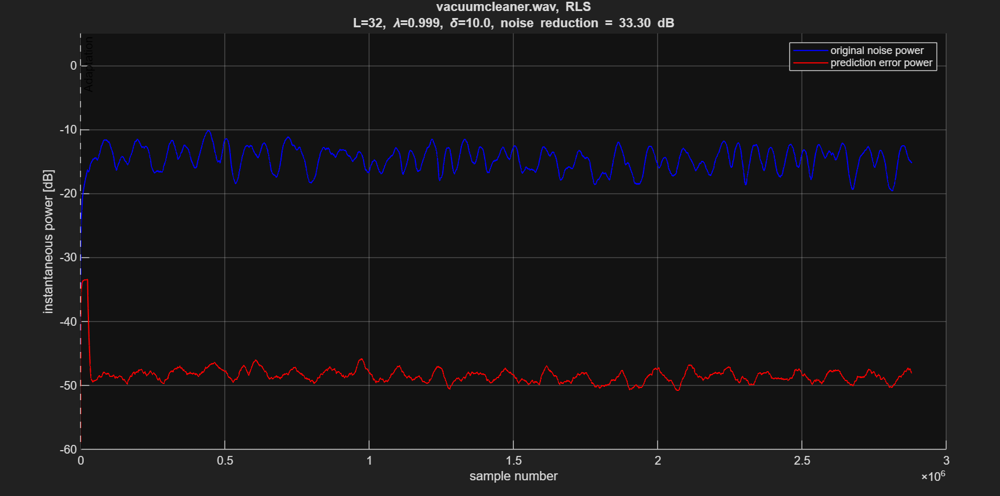 vacuumcleaner.wav, RLS
L=32, λ=0.999, δ=10.0, noise reduction = 33.30 dB
Adaptation
original noise power
prediction error power
0
-10
-20
-30
-40
-50
-60
instantaneous power [dB]
0
0.5
1
1.5
2
2.5
3
sample number
×10⁶